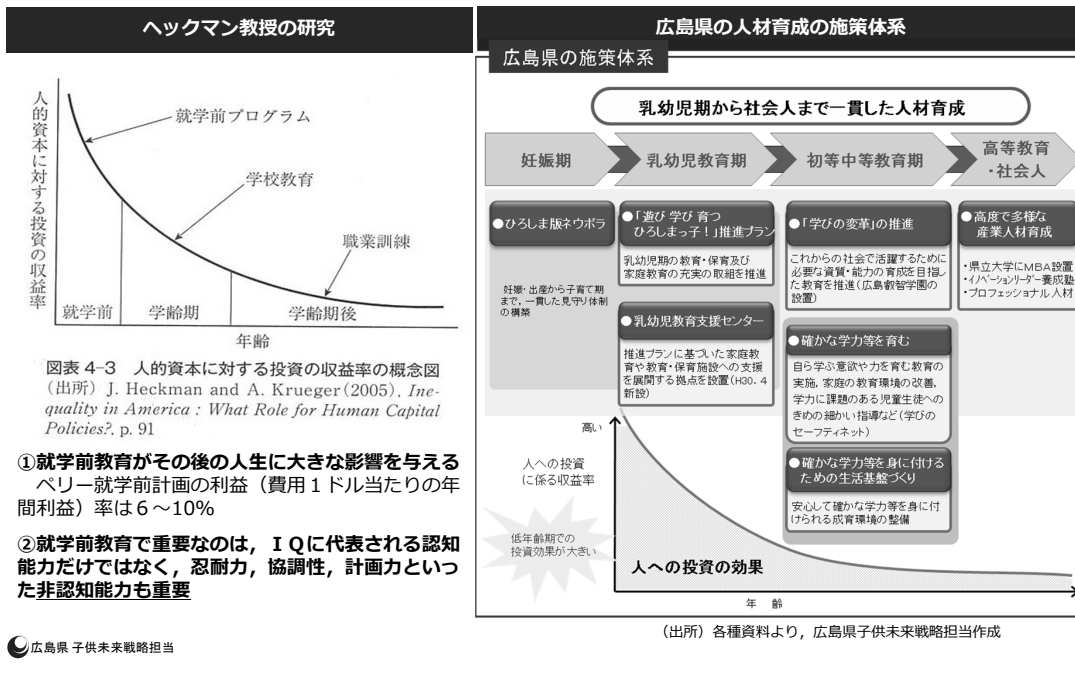 ヘックマン教授の研究
人的資本に対する投資の収益率
就学前プログラム
学校教育
職業訓練
就学前
学齢期
学齢期後
年齢
図表 4-3 人的資本に対する投資の収益率の概念図
(出所) J. Heckman and A. Krueger(2005), Ine-
quality in America : What Role for Human Capital
Policies?, p. 91
①就学前教育がその後の人生に大きな影響を与える
ペリー就学前計画の利益(費用1ドル当たりの年
間利益)率は6~10%
②就学前教育で重要なのは,IQに代表される認知
能力だけではなく,忍耐力,協調性,計画力といっ
た非認知能力も重要
広島県 子供未来戦略担当
広島県の人材育成の施策体系
広島県の施策体系
乳幼児期から社会人まで一貫した人材育成
妊娠期
乳幼児教育期
初等中等教育期
高等教育
・社会人
●ひろしま版ネウボラ
妊娠・出産から子育て期
まで,一貫した見守り体制
の構築
●「遊び 学び 育つ
ひろしまっ子!」推進プラン
乳幼児期の教育・保育及び
家庭教育の充実の取組を推進
●乳幼児教育支援センター
推進プランに基づいた家庭教
育や教育・保育施設への支援
を展開する拠点を設置(H30.4
新設)
●「学びの変革」の推進
これからの社会で活躍するために
必要な資質・能力の育成を目指し
た教育を推進(広島叡智学園の
設置)
●確かな学力等を育む
自ら学ぶ意欲や力を育む教育の
実施,家庭の教育環境の改善,
学力に課題のある児童生徒への
きめの細かい指導など(学びの
セーフティネット)
●確かな学力等を身に付ける
ための生活基盤づくり
安心して確かな学力等を身に付
けられる成育環境の整備
●高度で多様な
産業人材育成
・県立大学にMBA設置
・イノベーションリーダー養成塾
・プロフェッショナル人材
高い
人への投資
に係る収益率
低年齢期での
投資効果が大きい
人への投資の効果
年 齢
(出所)各種資料より,広島県子供未来戦略担当作成